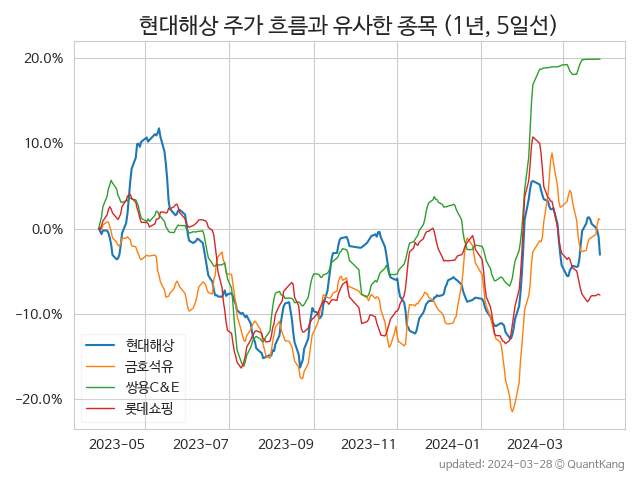 현대해상 주가 흐름과 유사한 종목 (1년, 5일선)
20.0%
10.0%
0.0%
−10.0%
−20.0%
현대해상
금호석유
쌍용C&E
롯데쇼핑
2023-05 2023-07 2023-09 2023-11 2024-01 2024-03
updated: 2024-03-28 © QuantKang